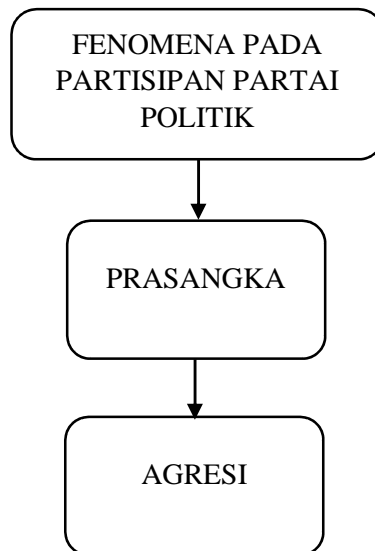 FENOMENA PADA
PARTISIPAN PARTAI
POLITIK
PRASANGKA
AGRESI